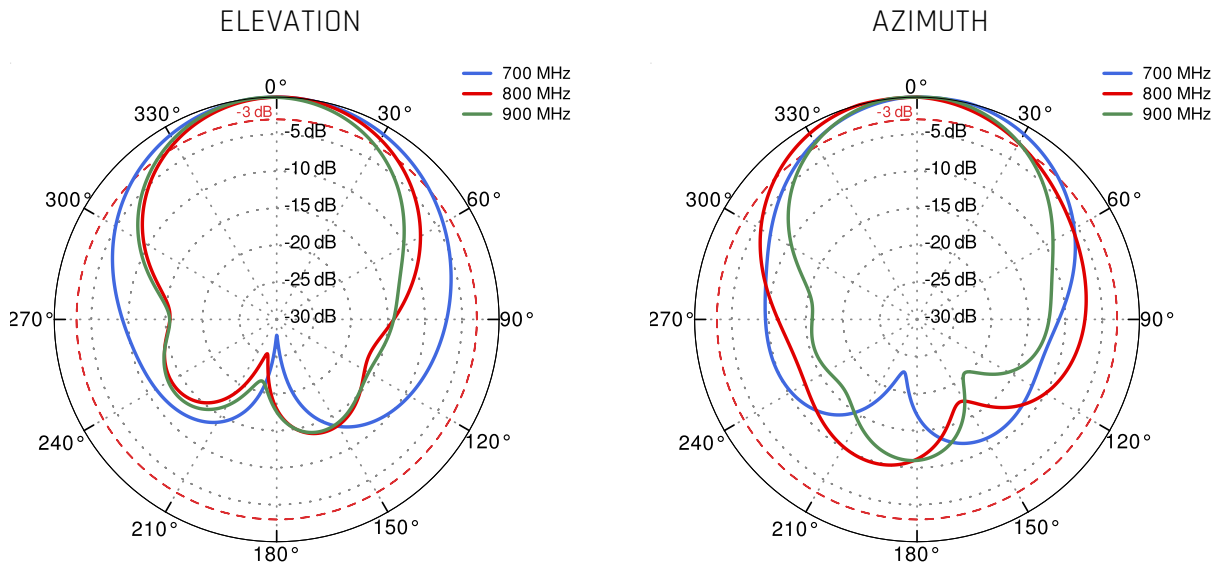 ELEVATION
700 MHz
800 MHz
900 MHz
0°
30°
60°
90°
120°
150°
180°
210°
240°
270°
300°
330°
-3 dB
-5 dB
-10 dB
-15 dB
-20 dB
-25 dB
-30 dB
AZIMUTH
700 MHz
800 MHz
900 MHz
0°
30°
60°
90°
120°
150°
180°
210°
240°
270°
300°
330°
-3 dB
-5 dB
-10 dB
-15 dB
-20 dB
-25 dB
-30 dB